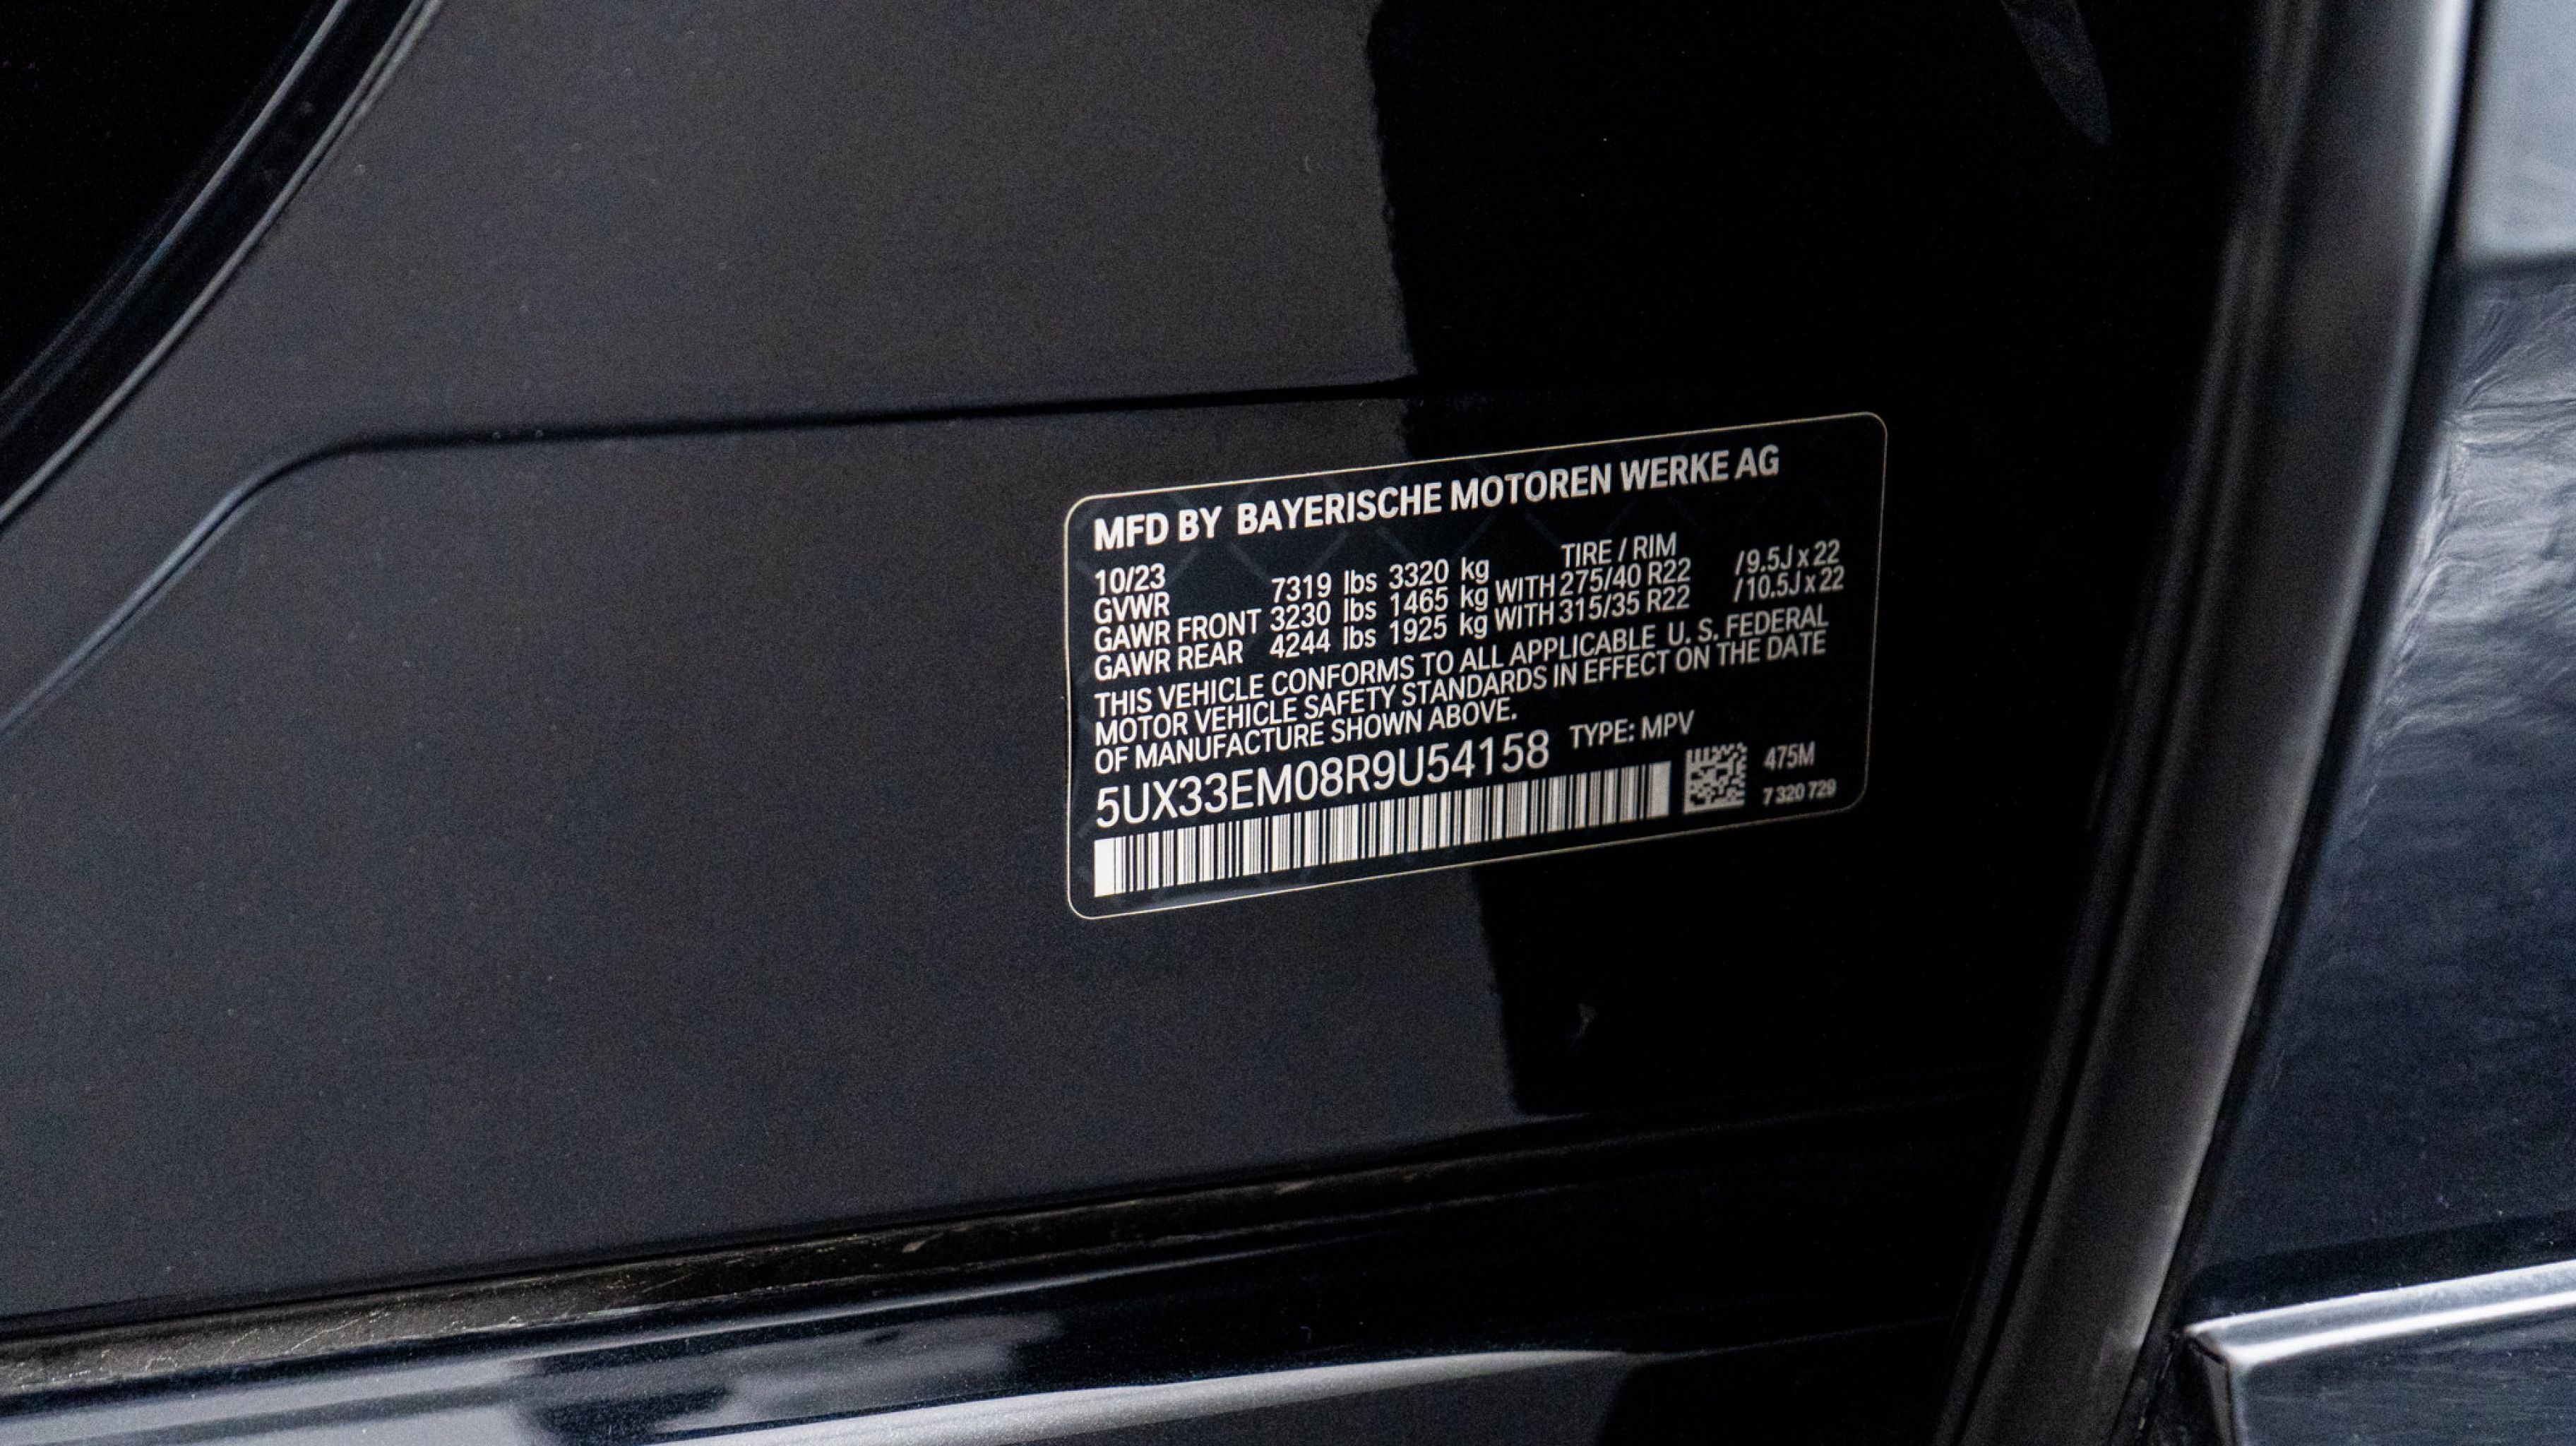 MFD BY BAYERISCHE MOTOREN WERKE AG
10/23 TIRE / RIM
GVWR 7319 lbs 3320 kg
GAWR FRONT 3230 lbs 1465 kg WITH 275/40 R22 /9.5J x 22
GAWR REAR 4244 lbs 1925 kg WITH 315/35 R22 /10.5J x 22
THIS VEHICLE CONFORMS TO ALL APPLICABLE U. S. FEDERAL
MOTOR VEHICLE SAFETY STANDARDS IN EFFECT ON THE DATE
OF MANUFACTURE SHOWN ABOVE.
5UX33EM08R9U54158 TYPE: MPV
475M
7 320 729